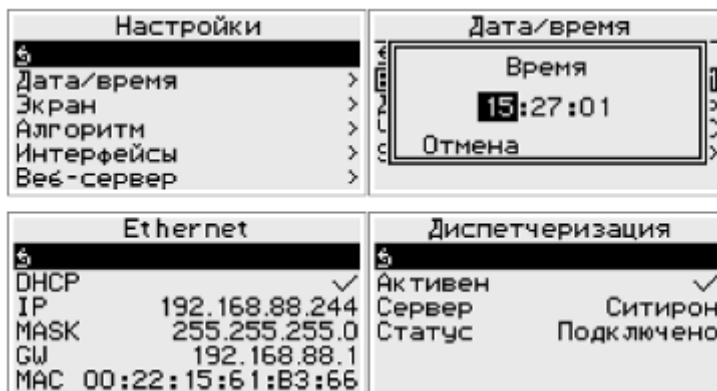 Настройки
Дата/время >
Экран >
Алгоритм >
Интерфейсы >
Веб-сервер >
Дата/время
Время
15:27:01
Отмена
Ethernet
DHCP ✓
IP 192.168.88.244
MASK 255.255.255.0
GW 192.168.88.1
MAC 00:22:15:61:B3:66
Диспетчеризация
Активен ✓
Сервер Ситирон
Статус Подключено